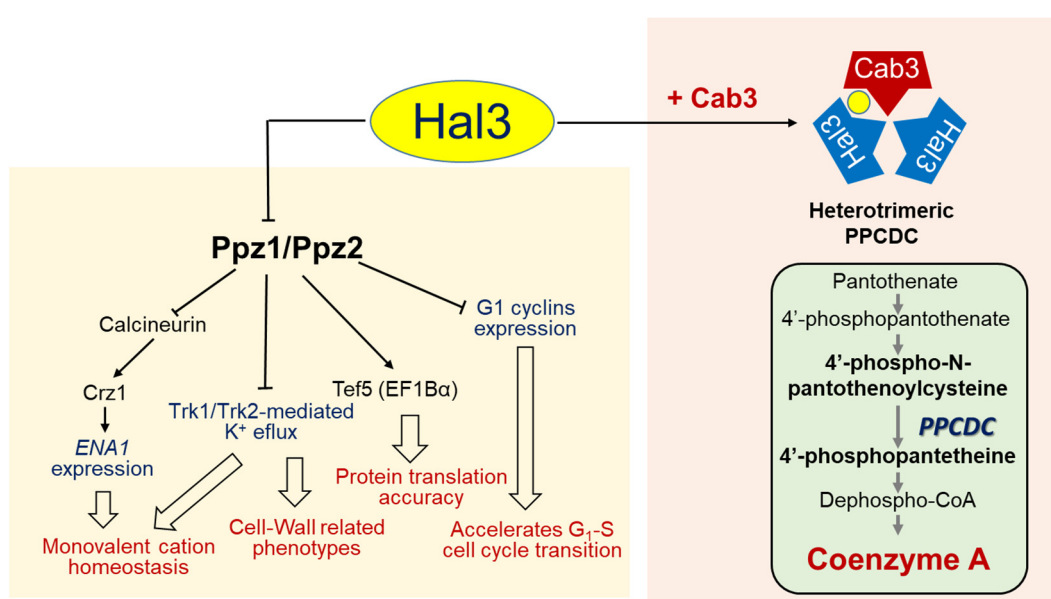 Hal3
+ Cab3
Cab3
Hal3
Hal3
Heterotrimeric
PPCDC
Ppz1/Ppz2
Calcineurin
Crz1
ENA1
expression
Monovalent cation
homeostasis
Trk1/Trk2-mediated
K⁺ eflux
Cell-Wall related
phenotypes
Tef5 (EF1Bα)
Protein translation
accuracy
G1 cyclins
expression
Accelerates G₁-S
cell cycle transition
Pantothenate
4’-phosphopantothenate
4’-phospho-N-
pantothenoylcysteine
PPCDC
4’-phosphopantetheine
Dephospho-CoA
Coenzyme A